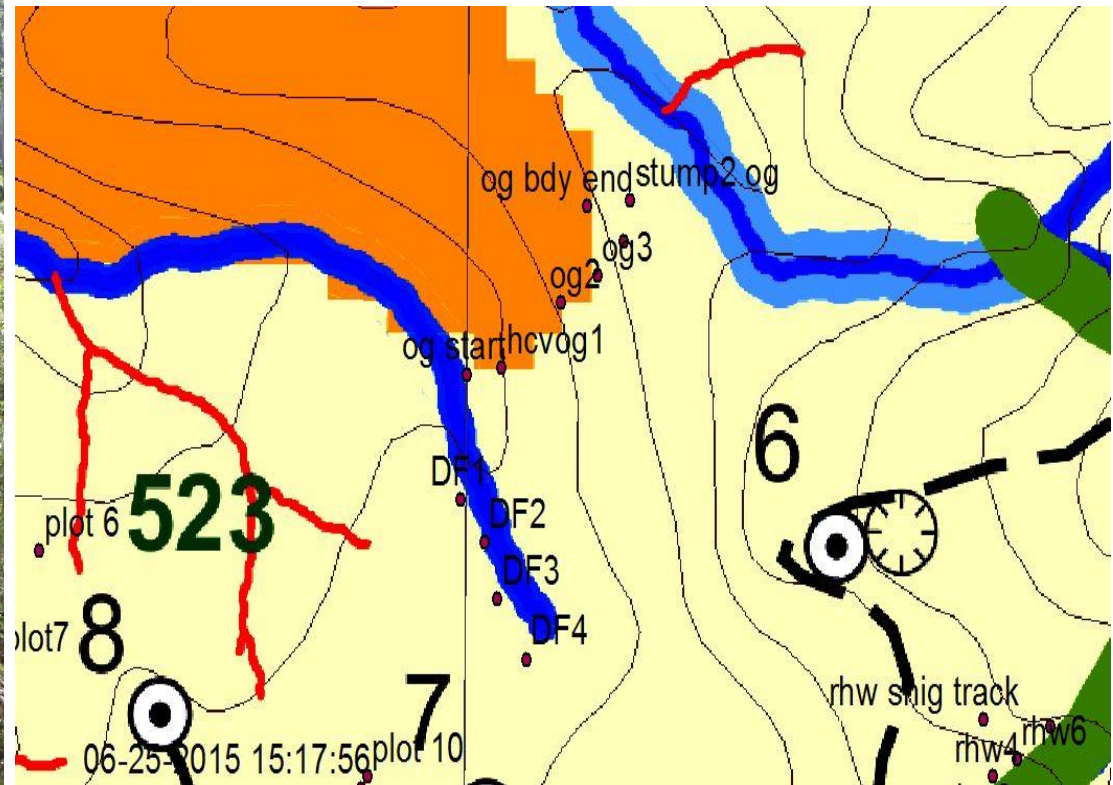 og bdy end
stump2 og
og3
og2
og start
hcvog1
6
DF1
523
plot 6
DF2
DF3
8
DF4
plot7
7
rhw snig track
rhw6
rhw4
06-25-2015 15:17:56
plot 10